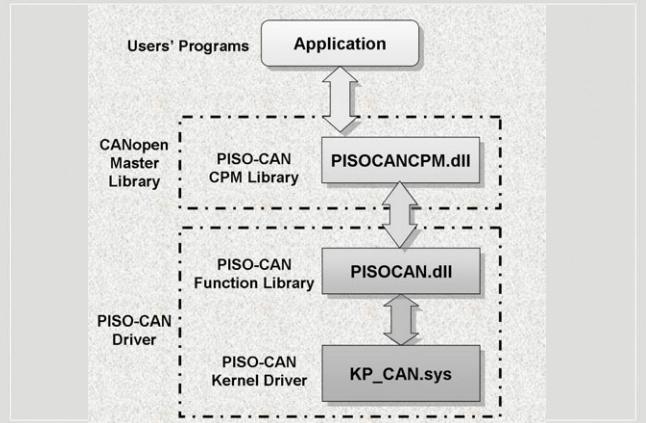 Users' Programs
Application
CANopen
Master
Library
PISO-CAN
CPM Library
PISOCANCPM.dll
PISO-CAN
Function Library
PISOCAN.dll
PISO-CAN
Driver
PISO-CAN
Kernel Driver
KP_CAN.sys